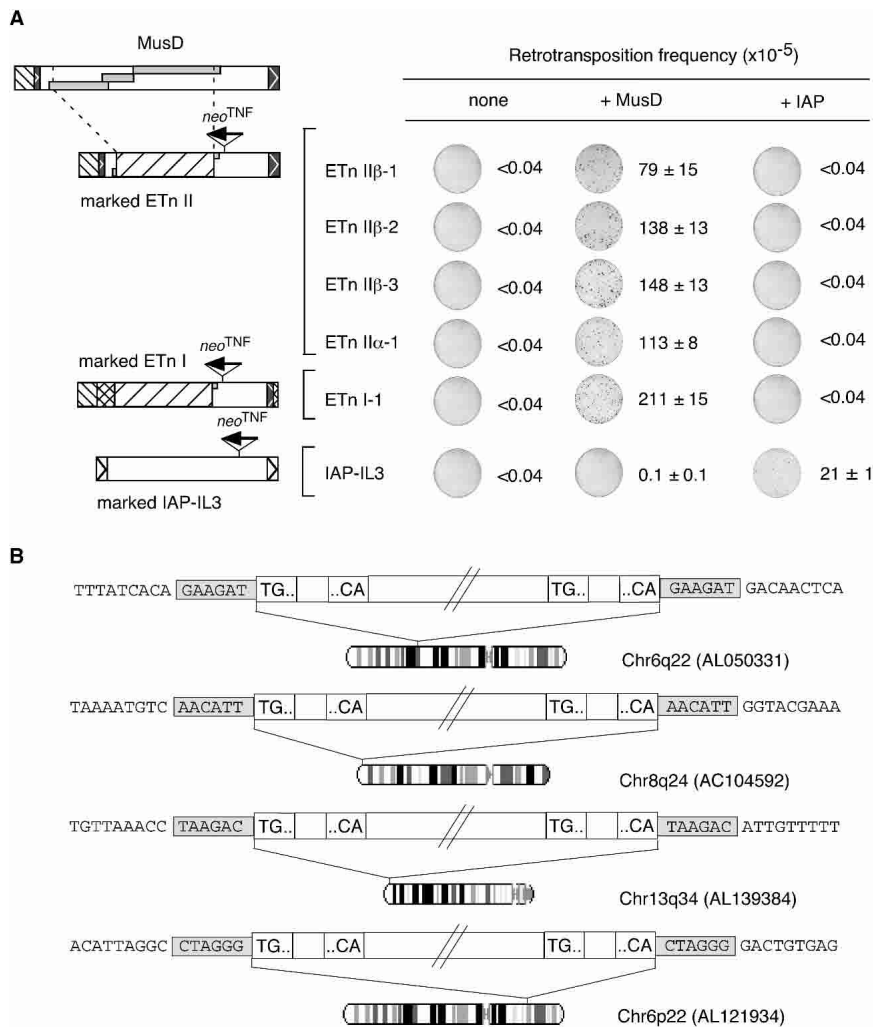 A
MusD
Retrotransposition frequency (x10-5)
none + MusD + IAP
neoTNF
marked ETn II
ETn IIβ-1 <0.04 79 ± 15 <0.04
ETn IIβ-2 <0.04 138 ± 13 <0.04
ETn IIβ-3 <0.04 148 ± 13 <0.04
ETn IIα-1 <0.04 113 ± 8 <0.04
marked ETn I
neoTNF
ETn I-1 <0.04 211 ± 15 <0.04
neoTNF
IAP-IL3 <0.04 0.1 ± 0.1 21 ± 1
marked IAP-IL3
B
TTTATCACA GAAGAT TG.. ..CA TG.. ..CA GAAGAT GACAACTCA
Chr6q22 (AL050331)
TAAAATGTC AACATT TG.. ..CA TG.. ..CA AACATT GGTACGAAA
Chr8q24 (AC104592)
TGTTAAACC TAAGAC TG.. ..CA TG.. ..CA TAAGAC ATTGTTTTT
Chr13q34 (AL139384)
ACATTAGGC CTAGGG TG.. ..CA TG.. ..CA CTAGGG GACTGTGAG
Chr6p22 (AL121934)